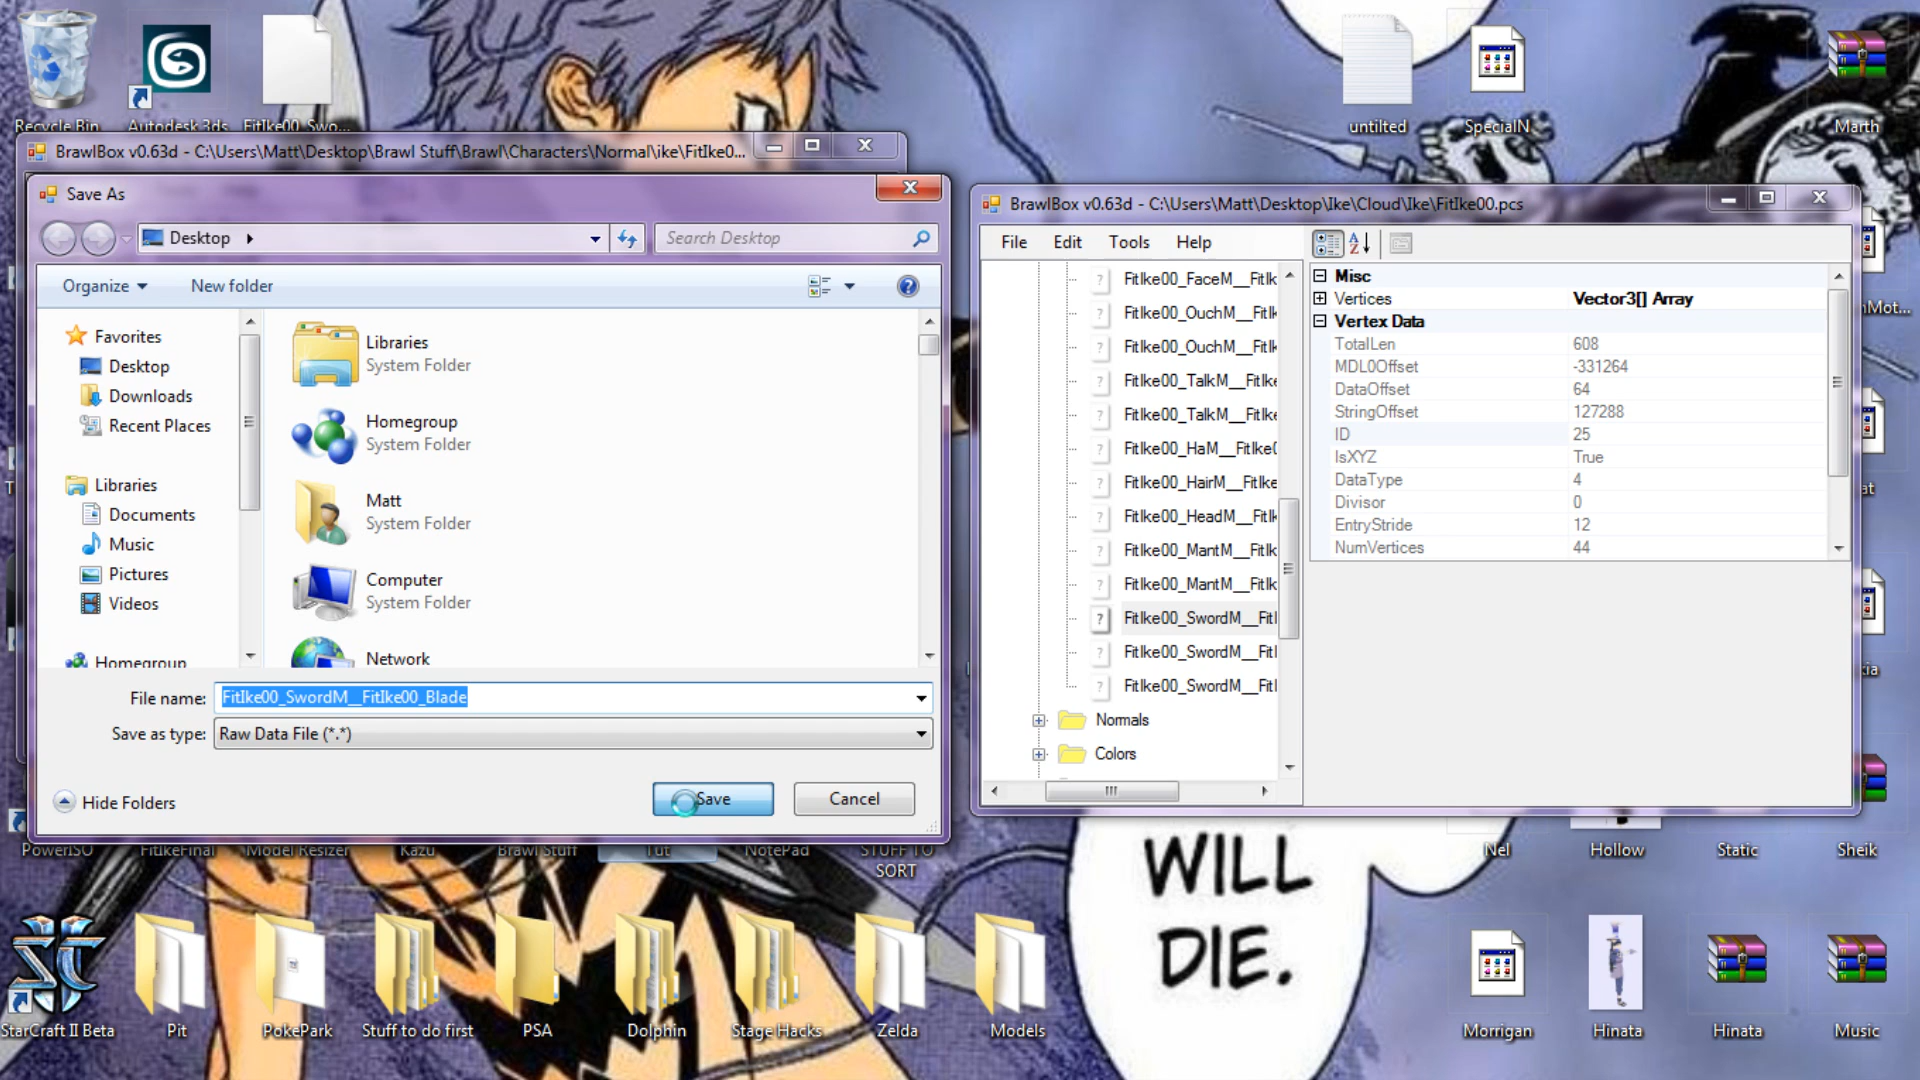 Recycle Bin
Autodesk 3ds
FitIke00_Swo...
untilted
SpecialN
Marth
BrawlBox v0.63d - C:\Users\Matt\Desktop\Brawl Stuff\Brawl\Characters\Normal\ike\FitIke0...
Save As
Desktop
Search Desktop
Organize
New folder
Favorites
Desktop
Downloads
Recent Places
Libraries
Documents
Music
Pictures
Videos
Homegroup
Libraries
System Folder
Homegroup
System Folder
Matt
System Folder
Computer
System Folder
Network
File name:
FitIke00_SwordM__FitIke00_Blade
Save as type:
Raw Data File (*.*)
Hide Folders
Save
Cancel
BrawlBox v0.63d - C:\Users\Matt\Desktop\Ike\Cloud\Ike\FitIke00.pcs
File
Edit
Tools
Help
FitIke00_FaceM__FitIk
FitIke00_OuchM__FitIk
FitIke00_OuchM__FitIk
FitIke00_TalkM__FitIke
FitIke00_TalkM__FitIke
FitIke00_HaM__FitIke0
FitIke00_HairM__FitIke
FitIke00_HeadM__FitIk
FitIke00_MantM__FitIk
FitIke00_MantM__FitIk
FitIke00_SwordM__FitI
FitIke00_SwordM__FitI
FitIke00_SwordM__FitI
Normals
Colors
Misc
Vertices Vector3[] Array
Vertex Data
TotalLen 608
MDL0Offset -331264
DataOffset 64
StringOffset 127288
ID 25
IsXYZ True
DataType 4
Divisor 0
EntryStride 12
NumVertices 44
nMot...
PowerISO
FitIkeFinal
Model Resizer
Kazu
Brawl Stuff
Tut
NotePad
STUFF TO
SORT
Nel
Hollow
Static
Sheik
WILL
DIE.
StarCraft II Beta
Pit
PokePark
Stuff to do first
PSA
Dolphin
Stage Hacks
Zelda
Models
Morrigan
Hinata
Hinata
Music